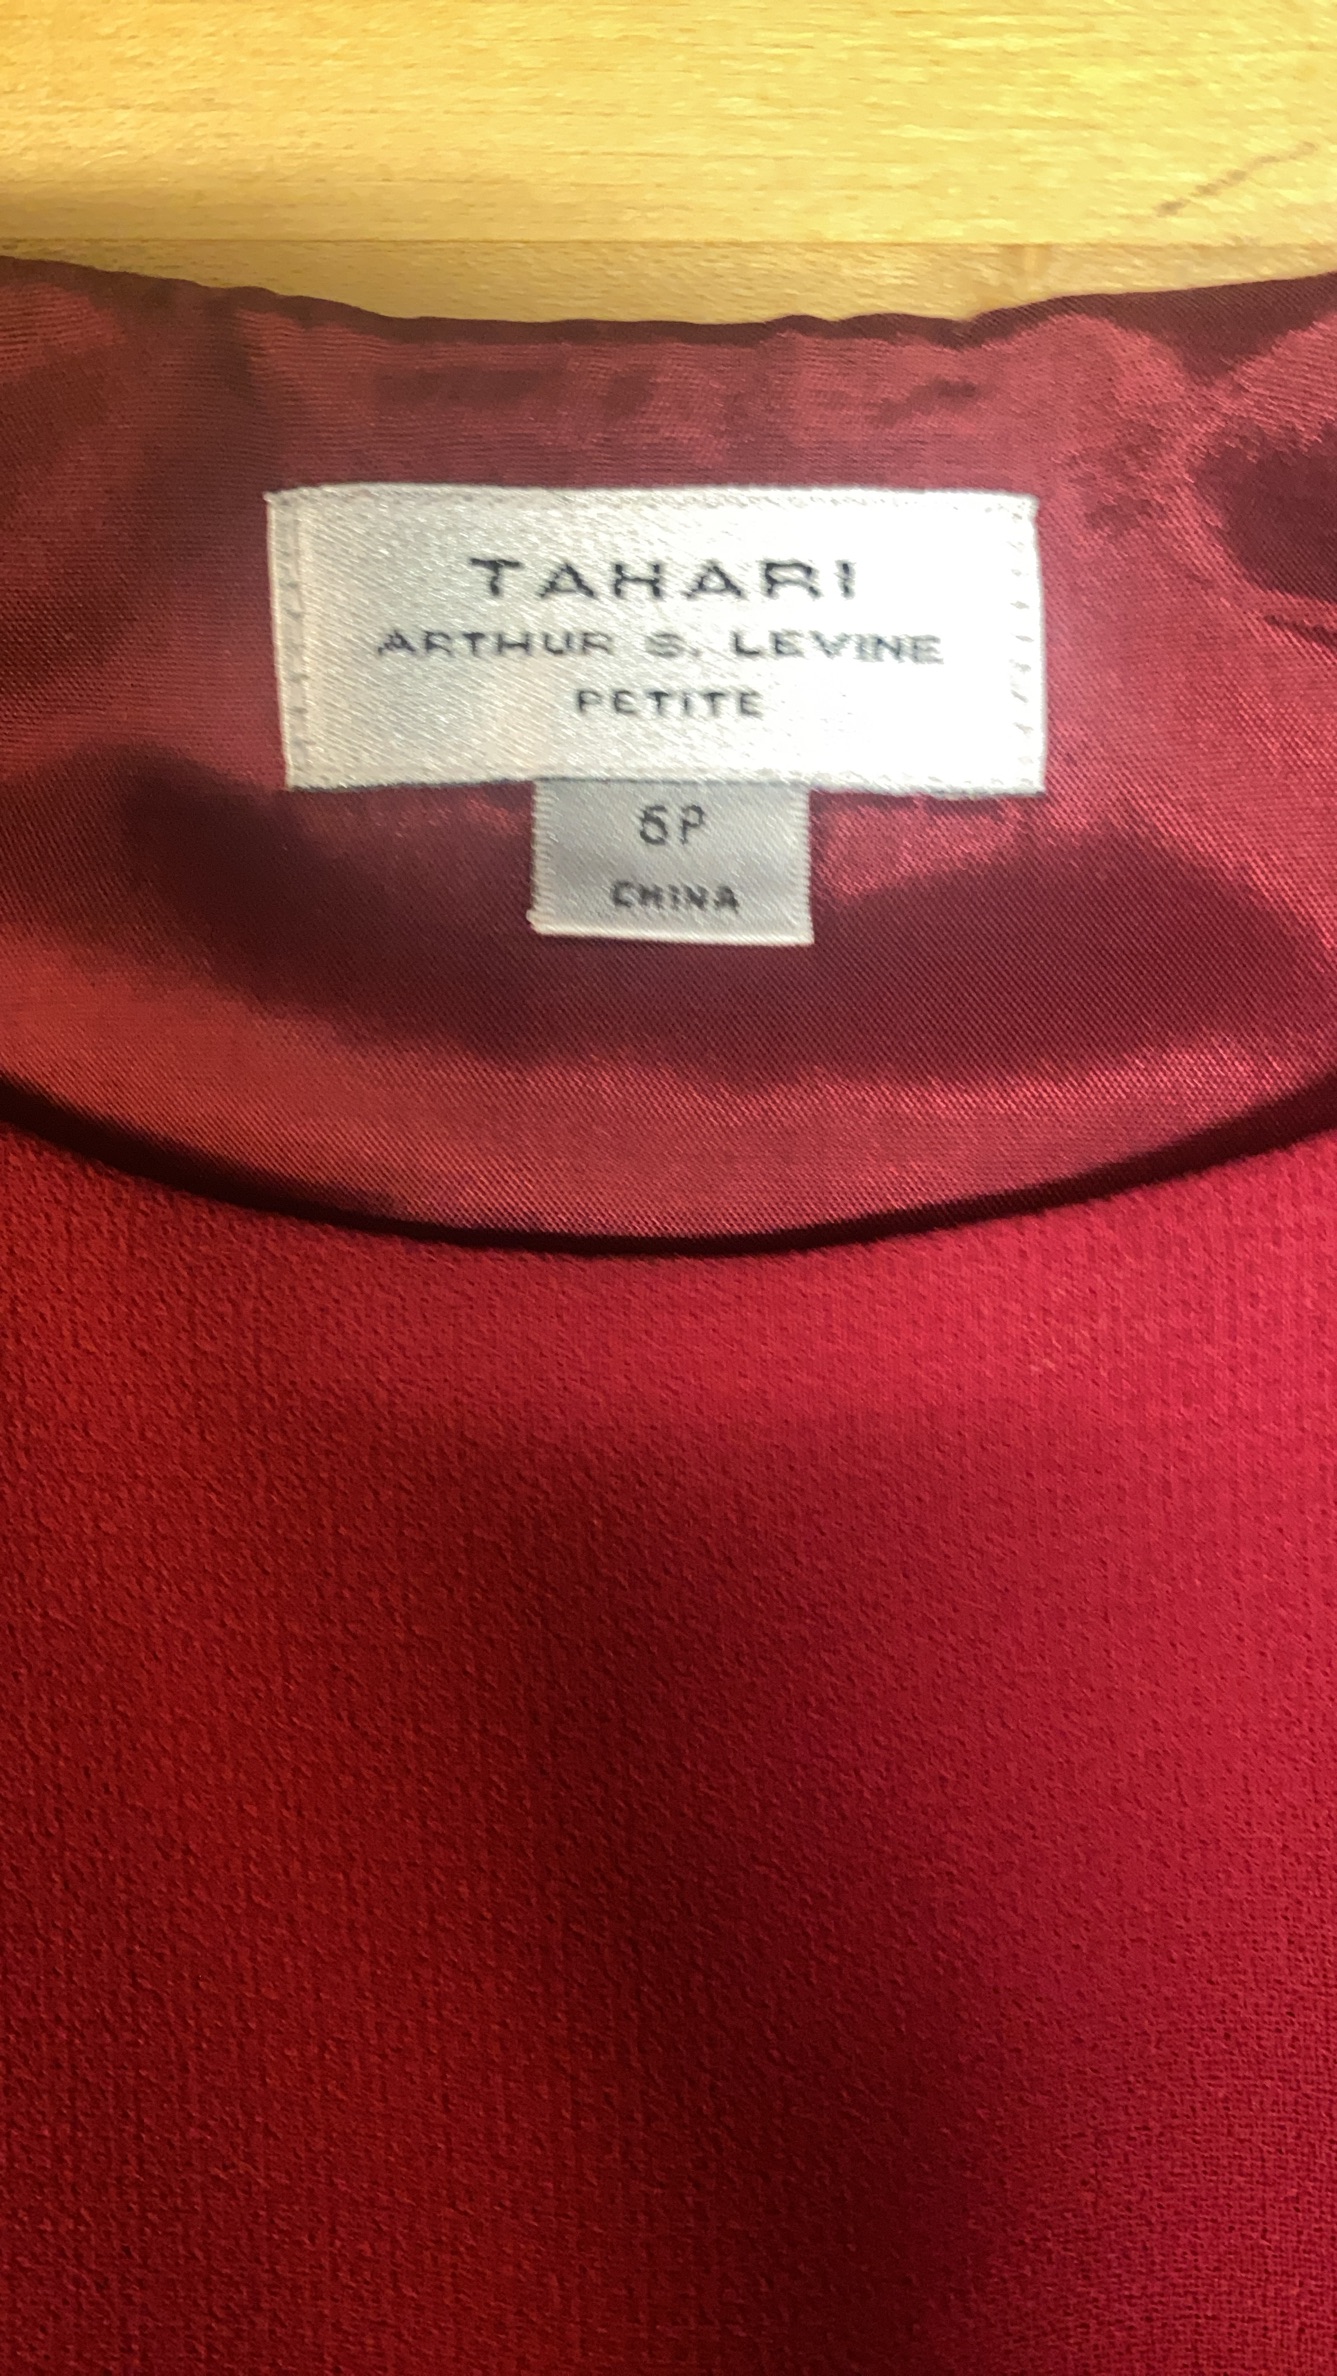 TAHARI
ARTHUR S. LEVINE
PETITE
6P
CHINA